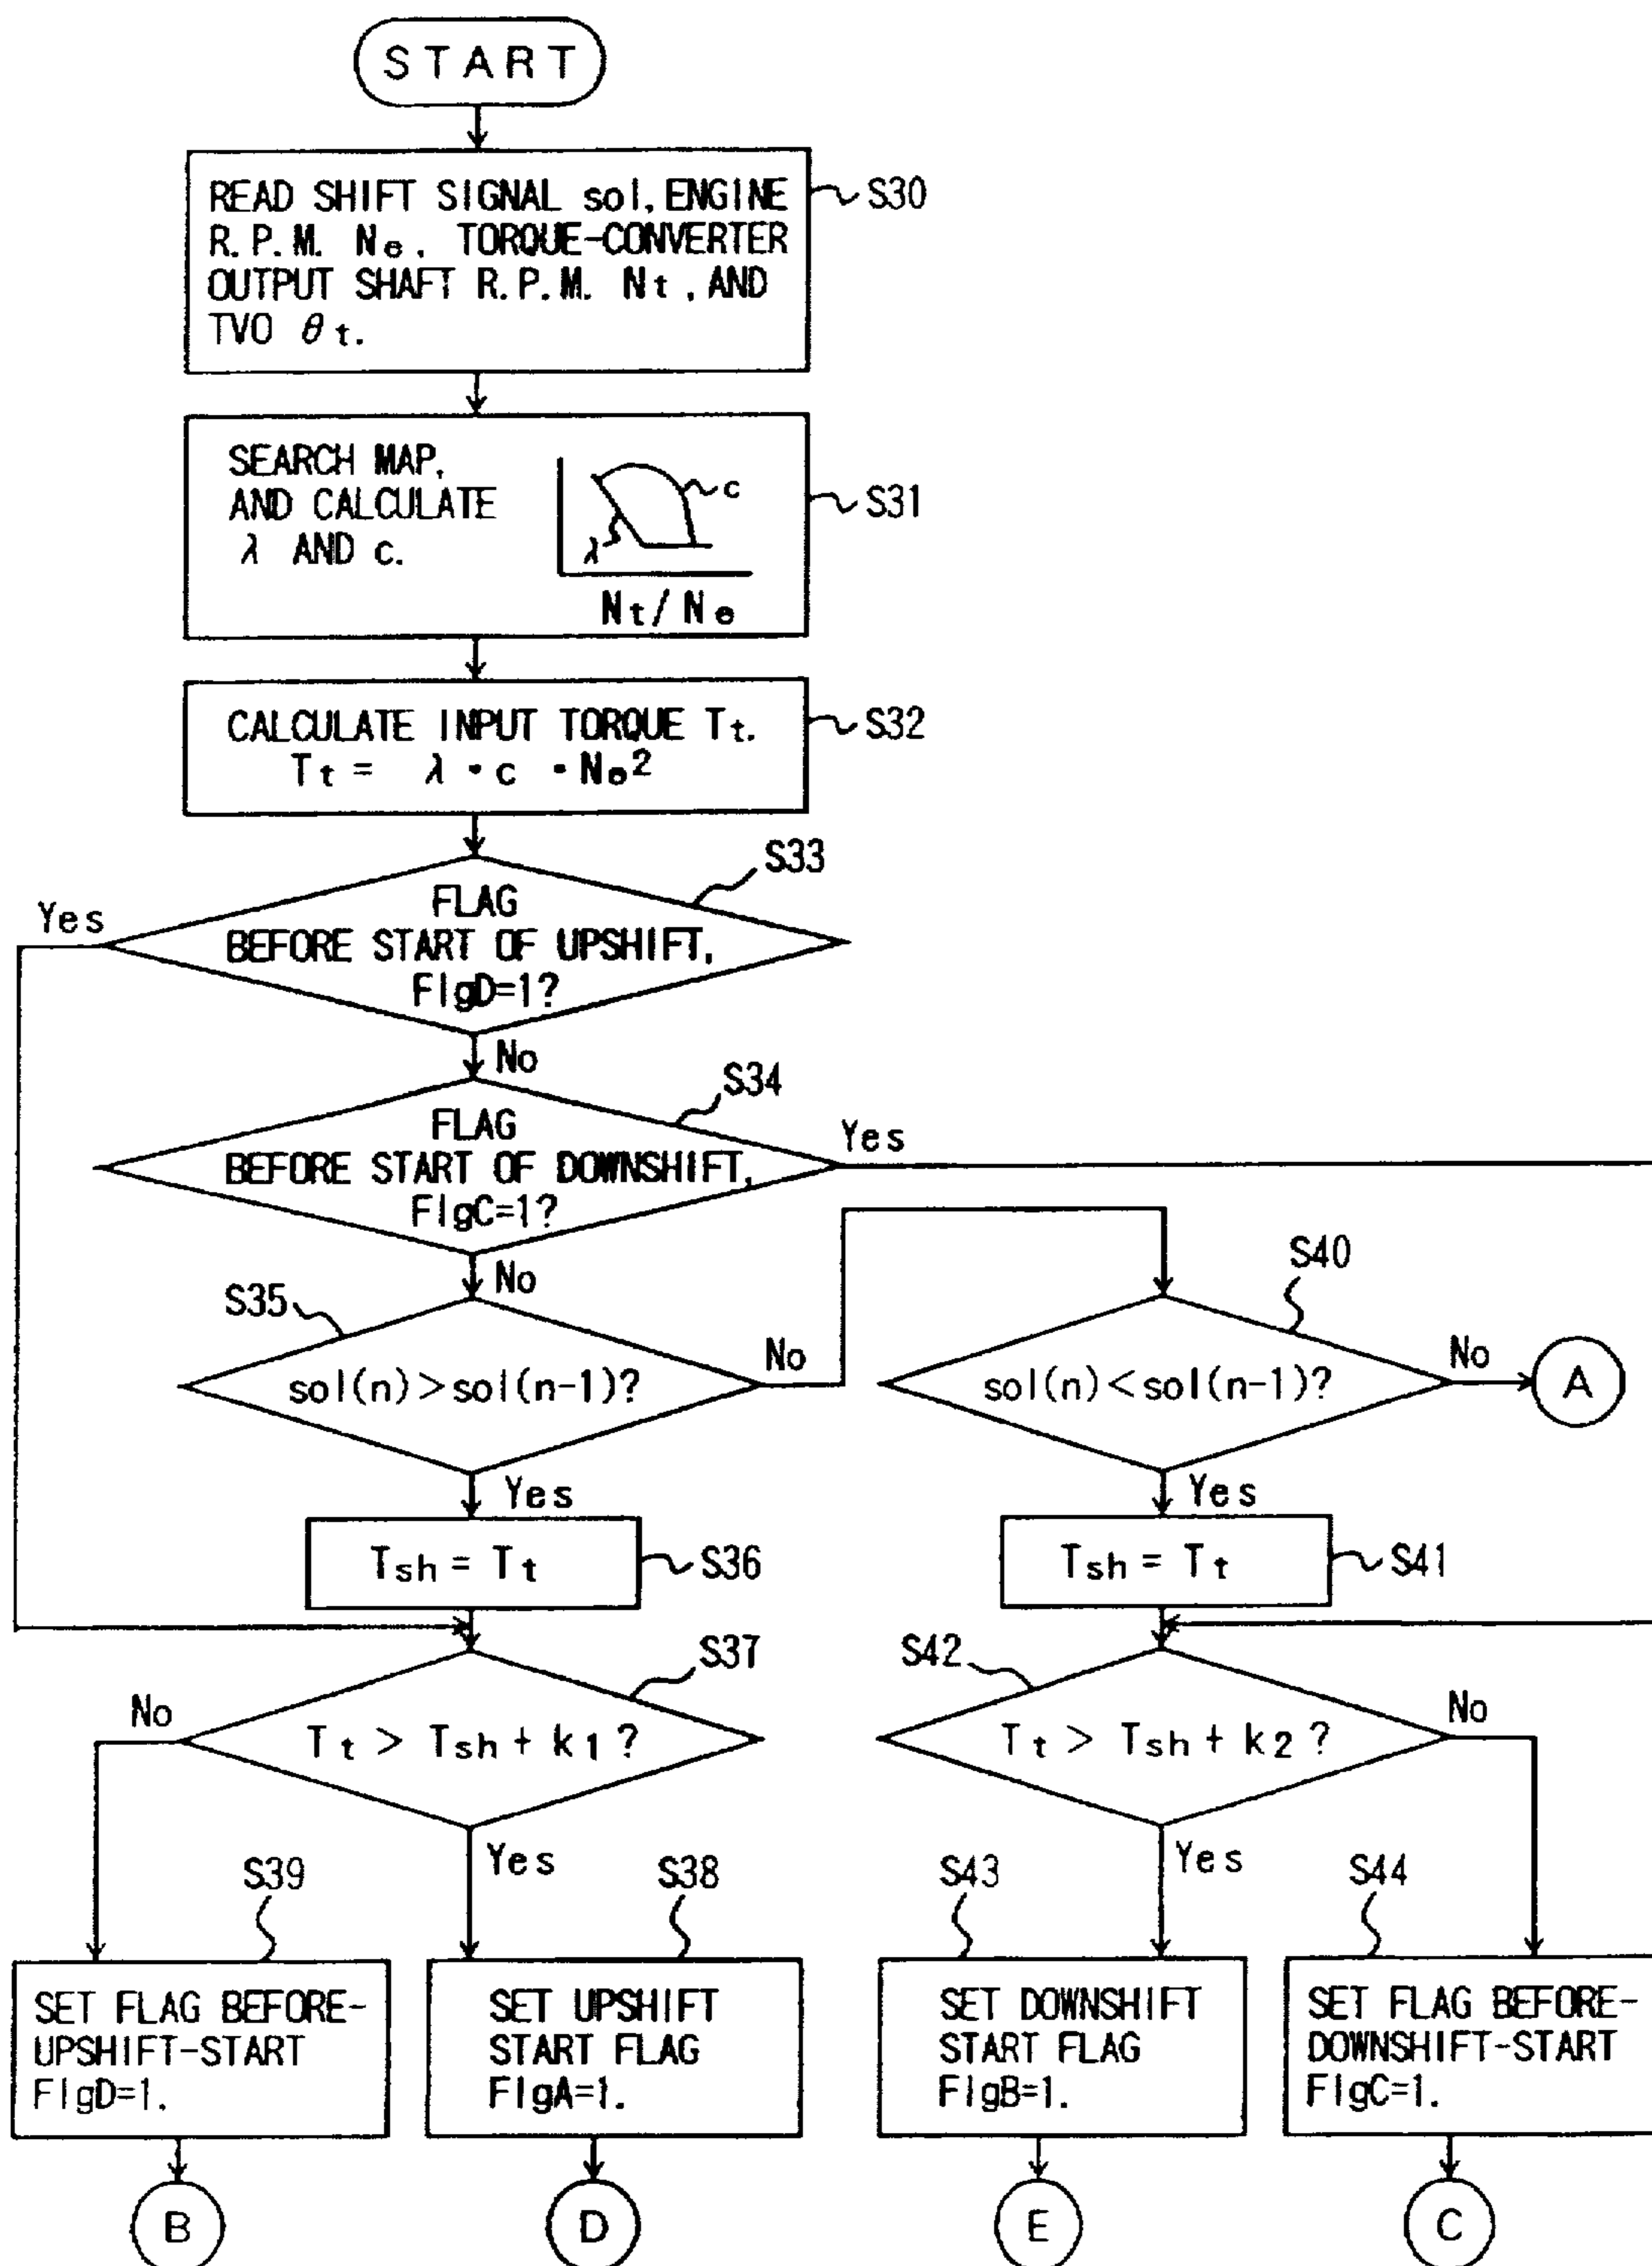 START
READ SHIFT SIGNAL sol, ENGINE
R.P.M. Ne, TORQUE-CONVERTER
OUTPUT SHAFT R.P.M. Nt, AND
TVO θt.
S30
SEARCH MAP,
AND CALCULATE
λ AND c.
c
λ
Nt/Ne
S31
CALCULATE INPUT TORQUE Tt.
Tt = λ・c・Ne²
S32
S33
Yes
FLAG
BEFORE START OF UPSHIFT,
FlgD=1?
No
S34
FLAG
BEFORE START OF DOWNSHIFT,
FlgC=1?
Yes
No
S35
sol(n)>sol(n-1)?
No
S40
sol(n)<sol(n-1)?
No
A
Yes
Yes
Tsh = Tt
S36
Tsh = Tt
S41
S37
No
Tt > Tsh + k1 ?
S42
Tt > Tsh + k2 ?
No
Yes
Yes
S39
S38
S43
S44
SET FLAG BEFORE-
UPSHIFT-START
FlgD=1.
SET UPSHIFT
START FLAG
FlgA=1.
SET DOWNSHIFT
START FLAG
FlgB=1.
SET FLAG BEFORE-
DOWNSHIFT-START
FlgC=1.
B
D
E
C